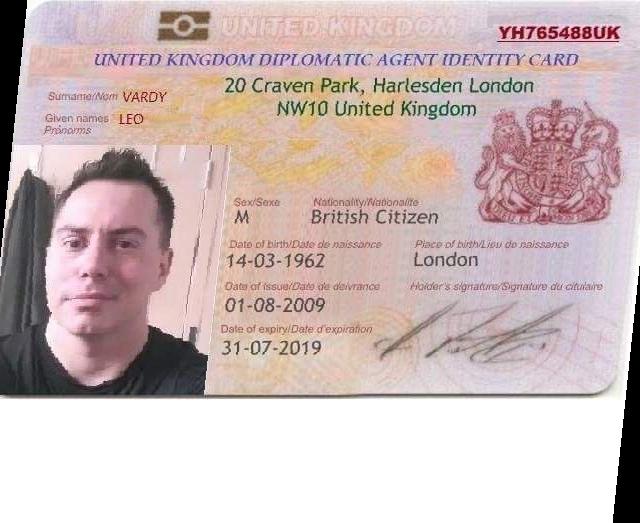 UNITED KINGDOM
YH765488UK
UNITED KINGDOM DIPLOMATIC AGENT IDENTITY CARD
20 Craven Park, Harlesden London
NW10 United Kingdom
Surname/Nom VARDY
Given names LEO
Prénorms
Sex/Sexe Nationality/Nationalite
M British Citizen
Date of birth/Date de naissance Place of birth/Lieu de naissance
14-03-1962 London
Date of issue/Date de deivrance Holder's signature/Signature du citulaire
01-08-2009
Date of expiry/Date d'expiration
31-07-2019